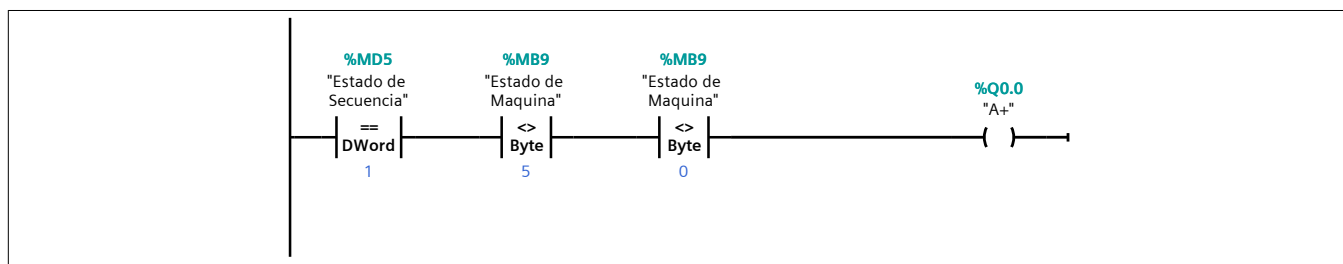 %MD5
"Estado de
Secuencia"
==
DWord
1
%MB9
"Estado de
Maquina"
<>
Byte
5
%MB9
"Estado de
Maquina"
<>
Byte
0
%Q0.0
"A+"